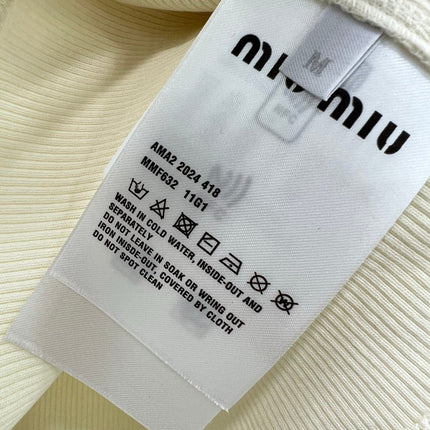 M
miu miu
AMA2 2024 418
MMF632 11G1
WASH IN COLD WATER, INSIDE-OUT AND
SEPARATELY
DO NOT LEAVE IN SOAK OR WRING OUT
IRON INISDE-OUT, COVERED BY CLOTH
DO NOT SPOT CLEAN